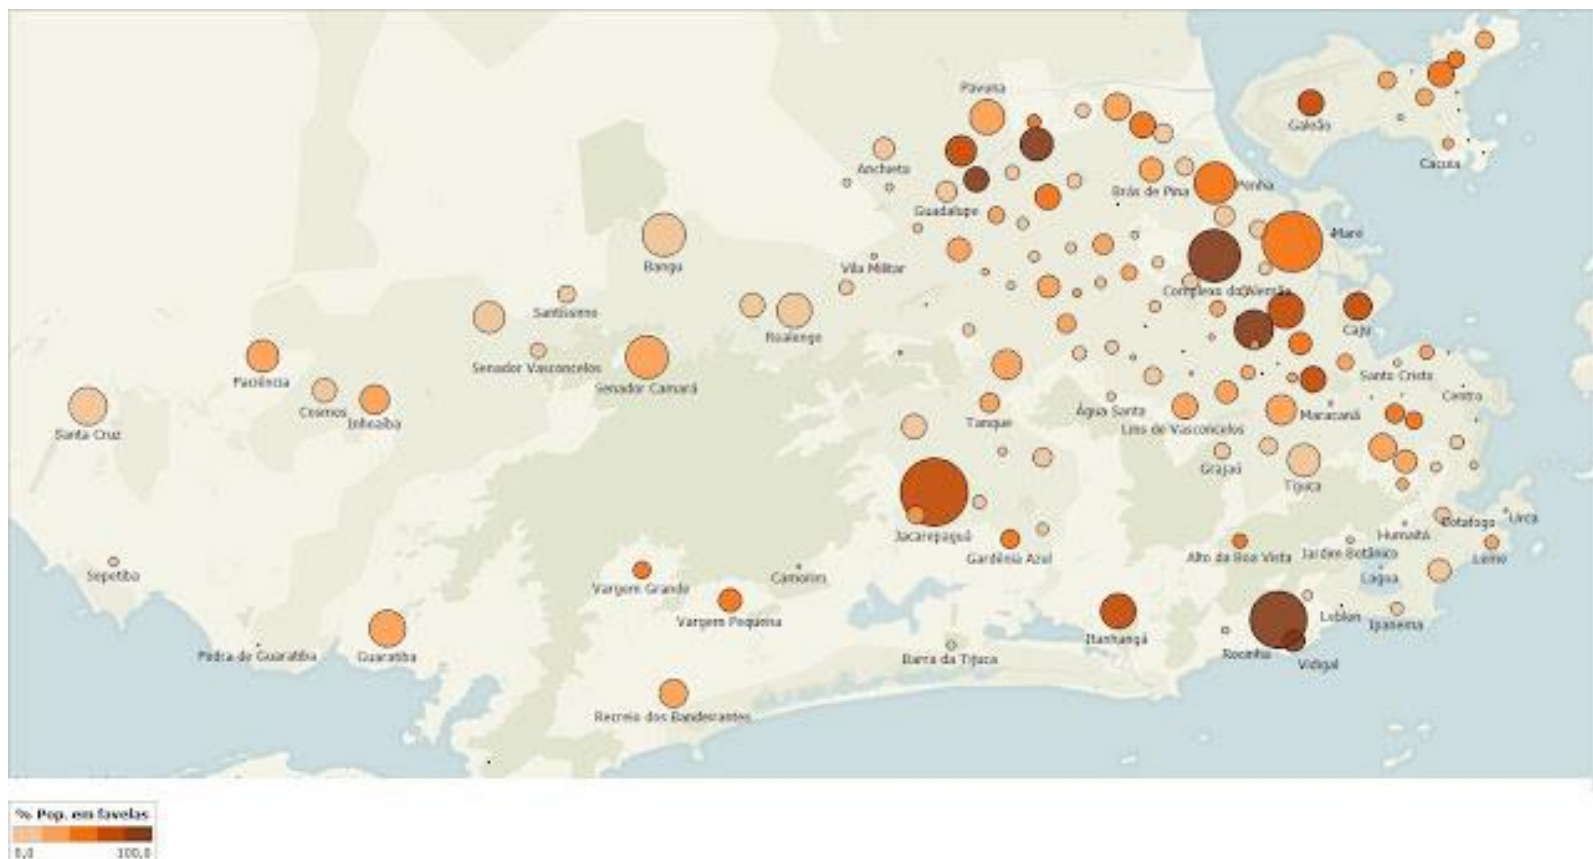 Pavuna
Galeão
Anchieta
Cacuia
Brás de Pina
Penha
Guadalupe
Maré
Bangu
Vila Militar
Complexo do Alemão
Santíssimo
Caju
Realengo
Senador Vasconcelos
Paciência
Santo Cristo
Senador Camará
Centro
Cosmos
Água Santa
Maracanã
Inhoaíba
Tanque
Lins de Vasconcelos
Santa Cruz
Grajaú
Tijuca
Botafogo
Urca
Humaitá
Jacarepaguá
Jardim Botânico
Gardênia Azul
Alto da Boa Vista
Leme
Sepetiba
Camorim
Lagoa
Vargem Grande
Leblon
Vargem Pequena
Ipanema
Itanhangá
Rocinha
Pedra de Guaratiba
Guaratiba
Barra da Tijuca
Vidigal
Recreio dos Bandeirantes
% Pop. em favelas
0,0
100,0